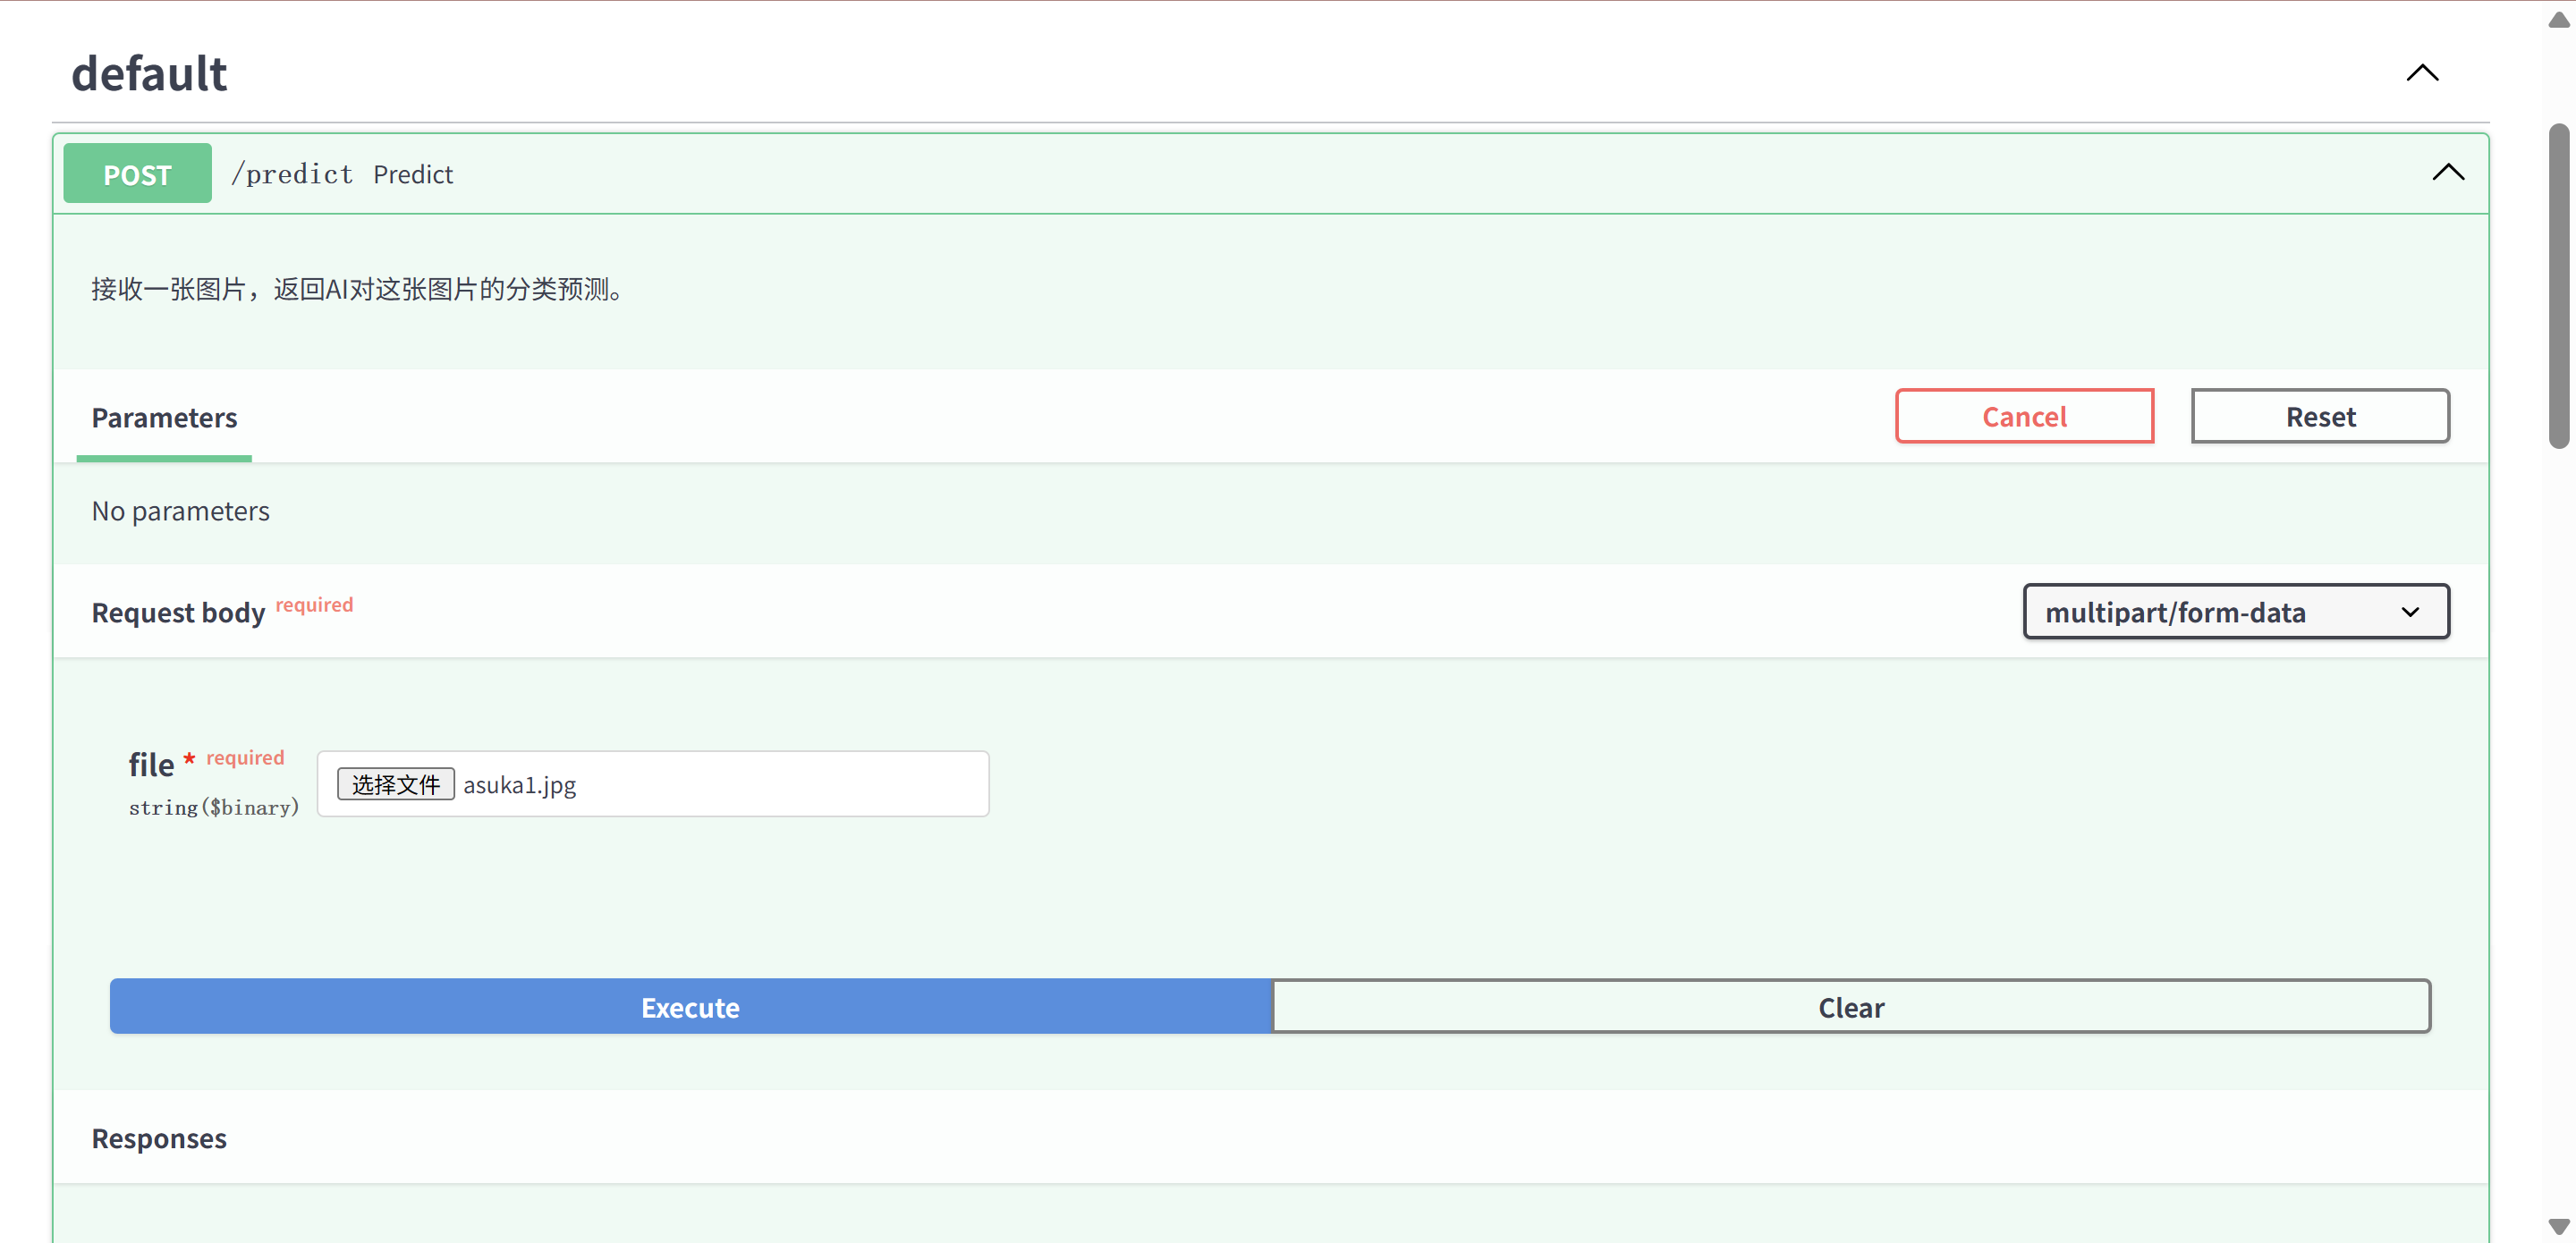 default
POST /predict Predict
接收一张图片，返回AI对这张图片的分类预测。
Parameters
Cancel
Reset
No parameters
Request body required
multipart/form-data
file * required
string($binary)
选择文件 asuka1.jpg
Execute
Clear
Responses